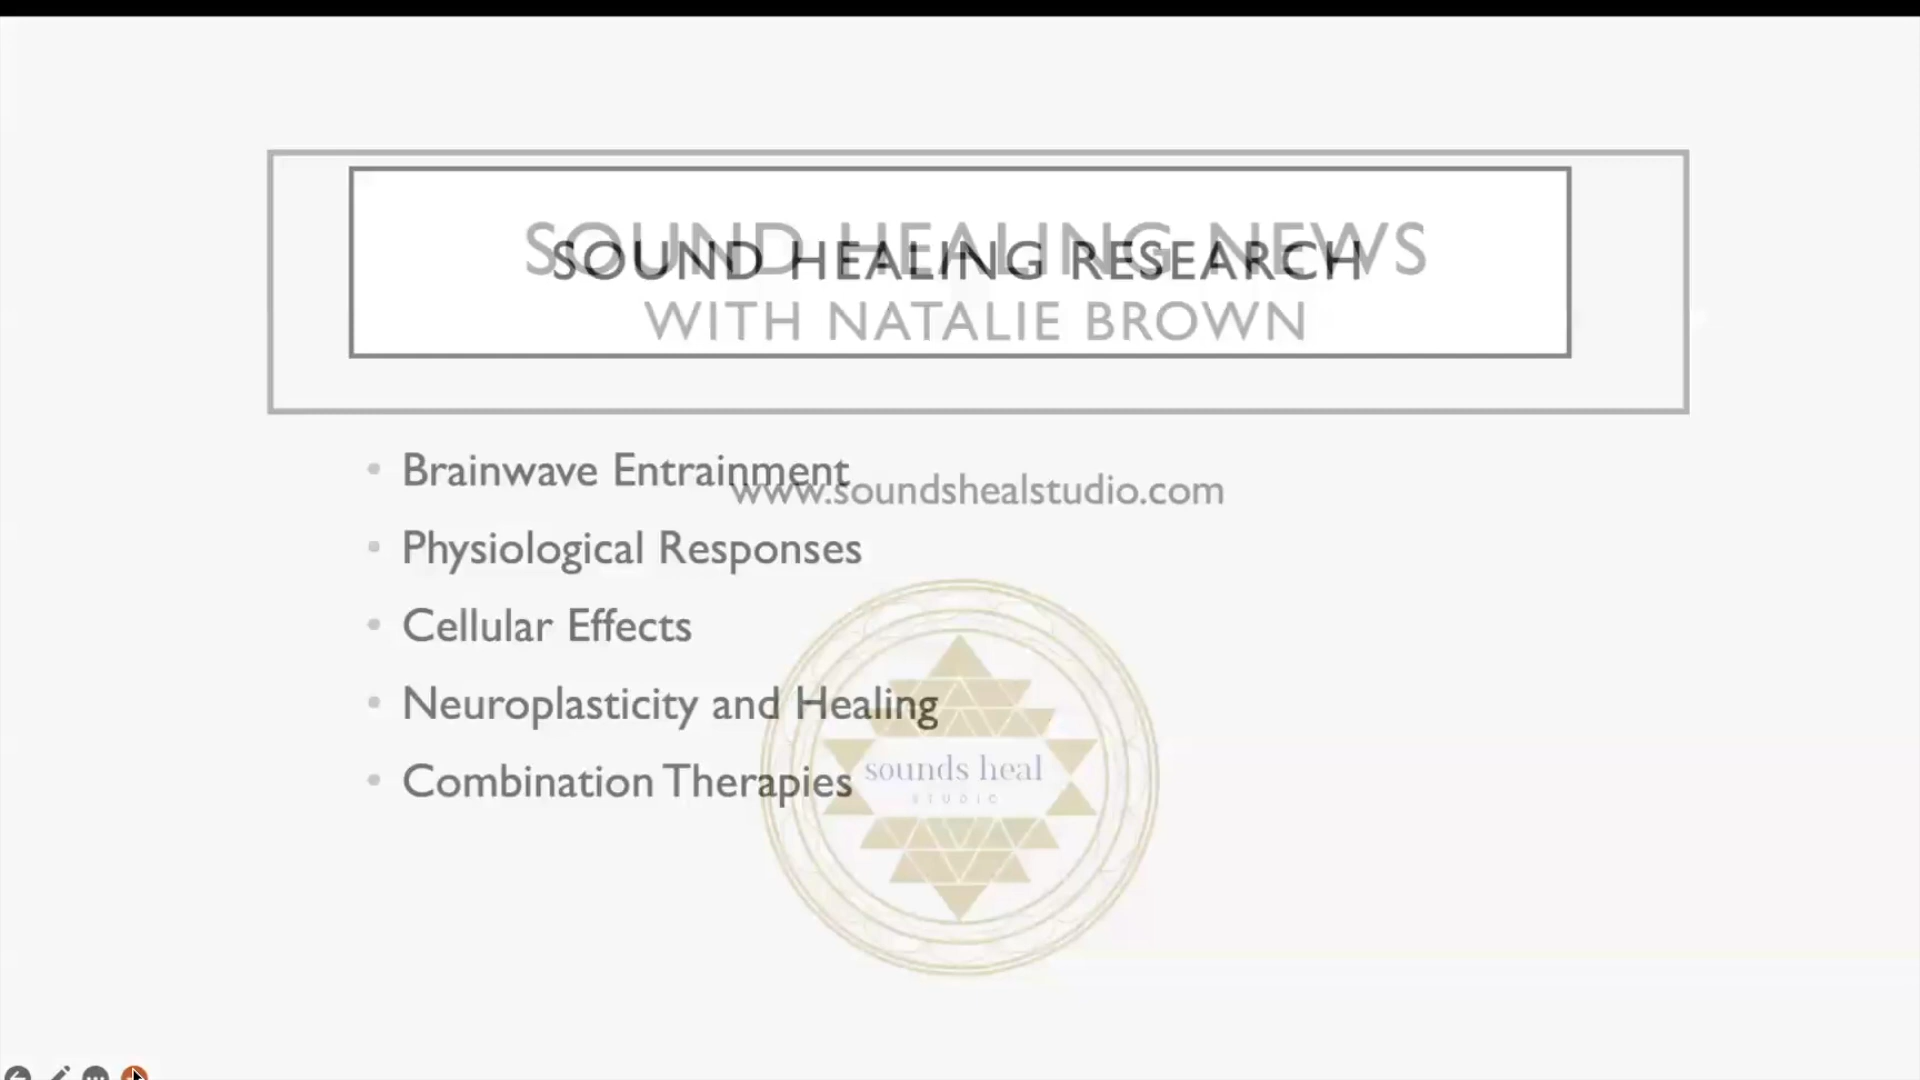 SOUND HEALING NEWS
SOUND HEALING RESEARCH
WITH NATALIE BROWN
Brainwave Entrainment
www.soundshealstudio.com
Physiological Responses
Cellular Effects
Neuroplasticity and Healing
sounds heal
STUDIO
Combination Therapies